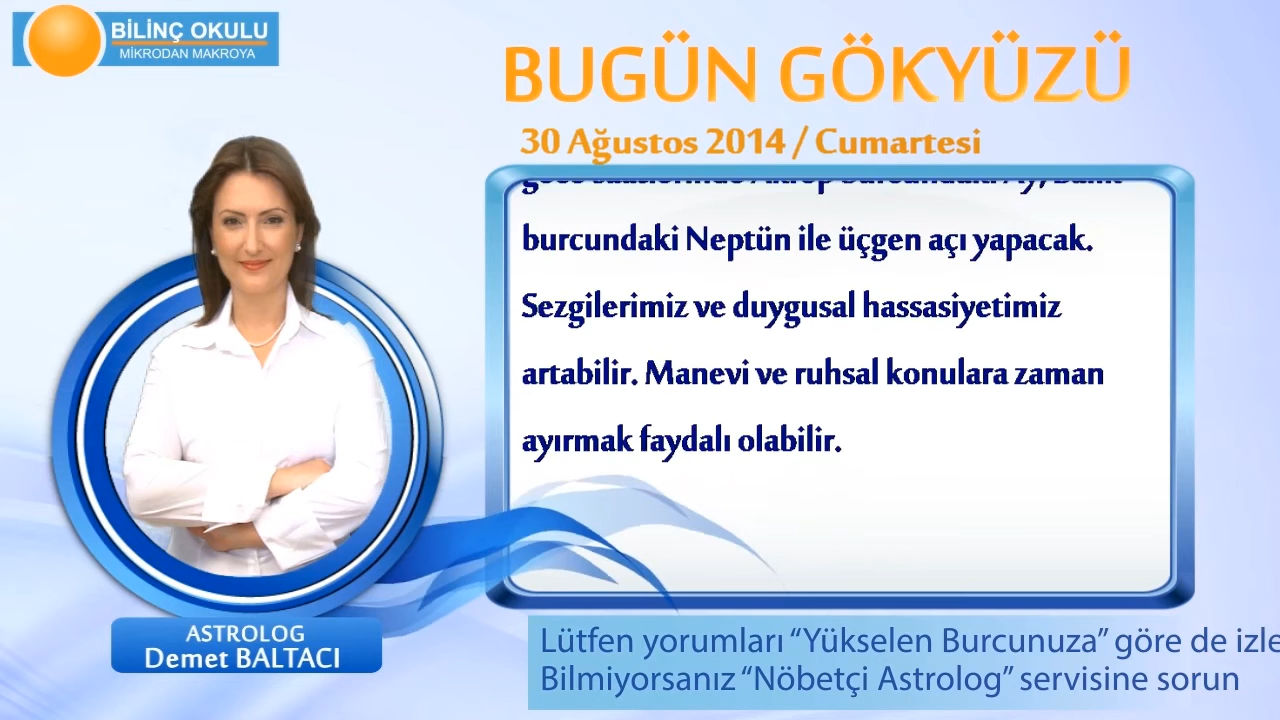 BİLİNÇ OKULU
MİKRODAN MAKROYA
BUGÜN GÖKYÜZÜ
30 Ağustos 2014 / Cumartesi
burcundaki Neptün ile üçgen açı yapacak.
Sezgilerimiz ve duygusal hassasiyetimiz
artabilir. Manevi ve ruhsal konulara zaman
ayırmak faydalı olabilir.
ASTROLOG
Demet BALTACI
Lütfen yorumları “Yükselen Burcunuza” göre de izle
Bilmiyorsanız “Nöbetçi Astrolog” servisine sorun